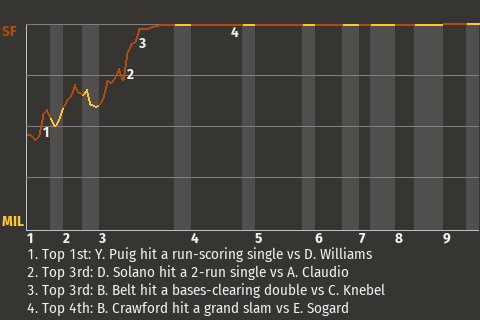 SF
3
4
2
1
MIL
1 2 3 4 5 6 7 8 9
1. Top 1st: Y. Puig hit a run-scoring single vs D. Williams
2. Top 3rd: D. Solano hit a 2-run single vs A. Claudio
3. Top 3rd: B. Belt hit a bases-clearing double vs C. Knebel
4. Top 4th: B. Crawford hit a grand slam vs E. Sogard